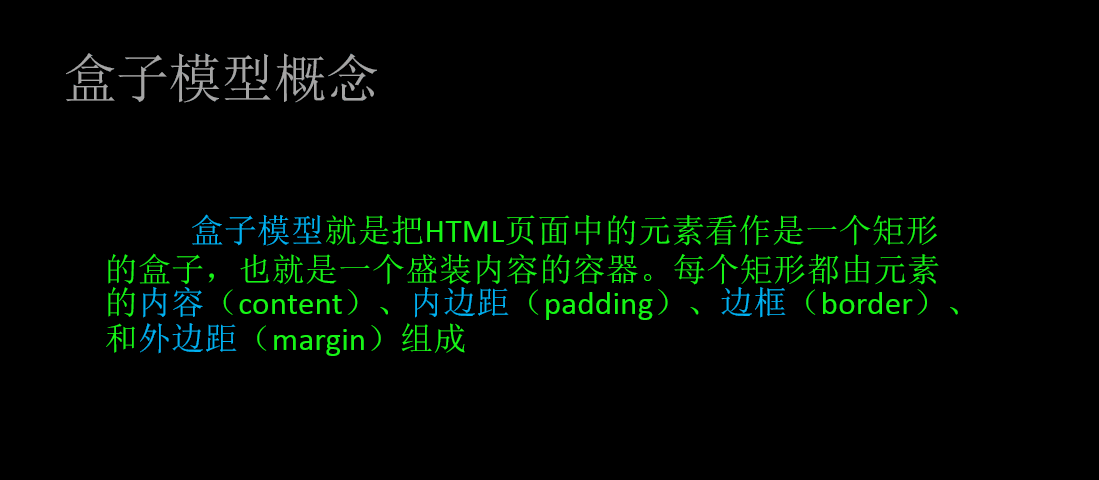 盒子模型概念
盒子模型就是把HTML页面中的元素看作是一个矩形
的盒子，也就是一个盛装内容的容器。每个矩形都由元素
的内容（content）、内边距（padding）、边框（border）、
和外边距（margin）组成